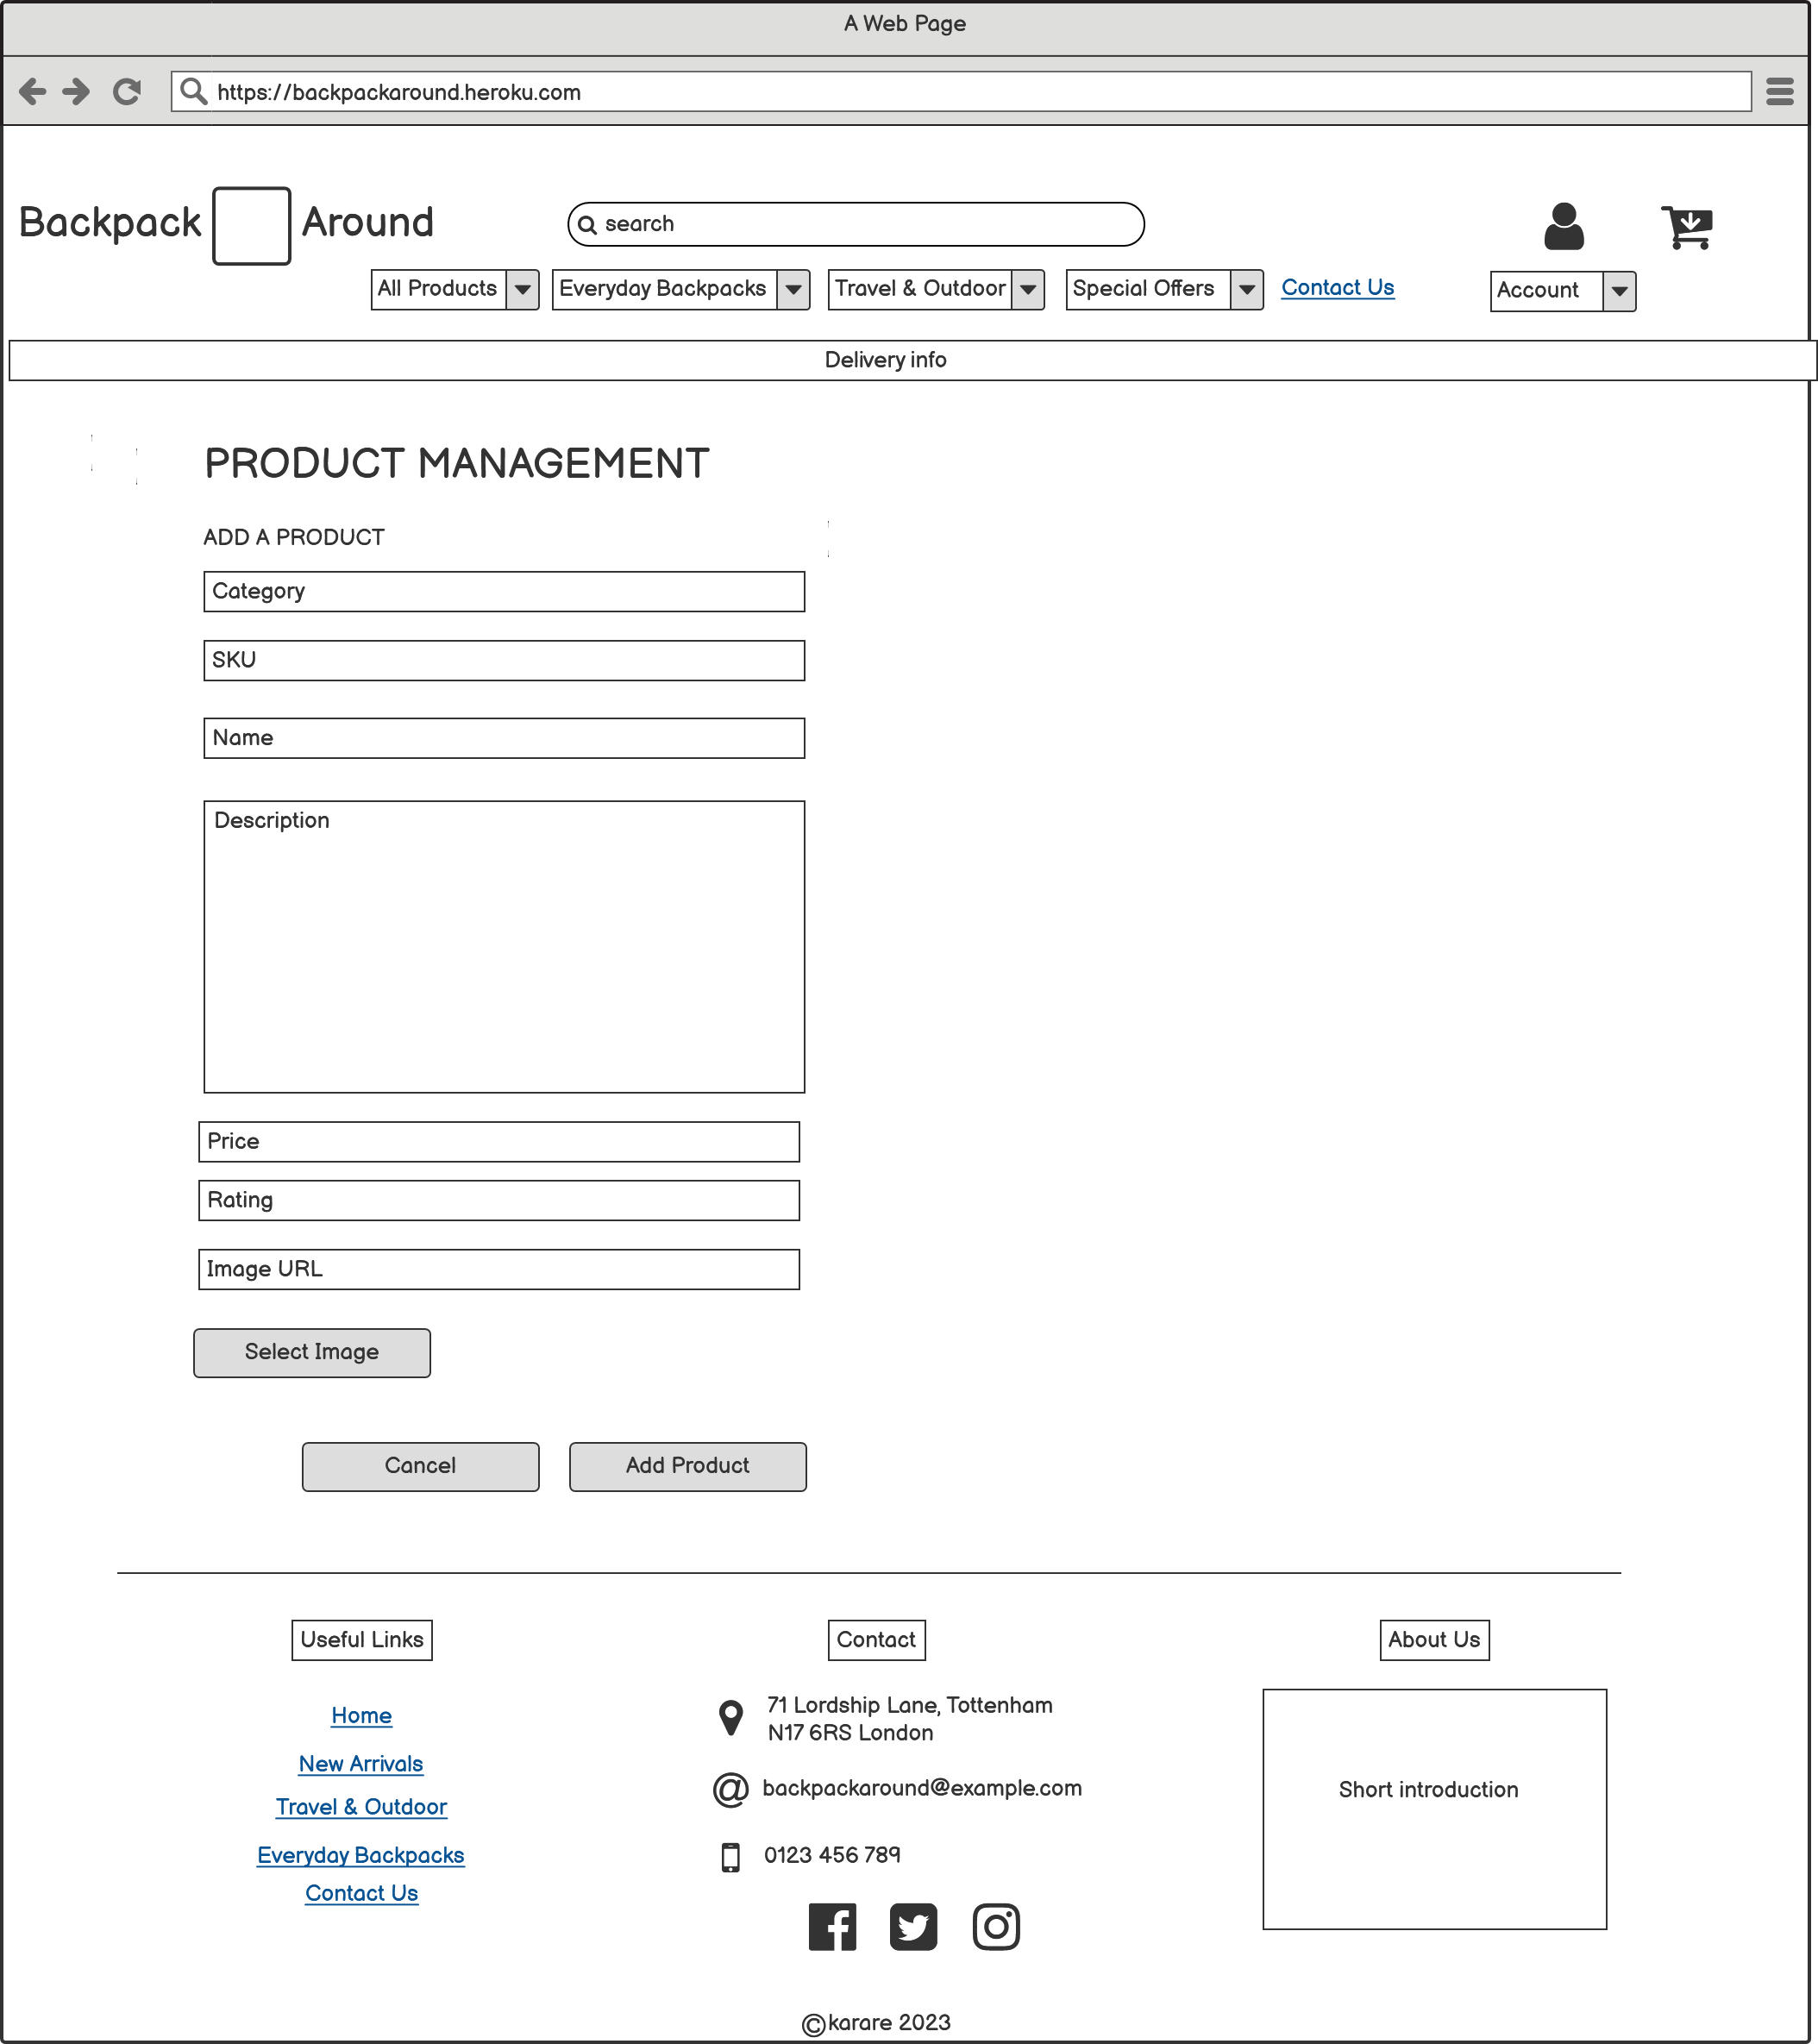 A Web Page
https://backpackaround.heroku.com
Backpack Around
search
All Products
Everyday Backpacks
Travel & Outdoor
Special Offers
Contact Us
Account
Delivery info
PRODUCT MANAGEMENT
ADD A PRODUCT
Category
SKU
Name
Description
Price
Rating
Image URL
Select Image
Cancel
Add Product
Useful Links
Home
New Arrivals
Travel & Outdoor
Everyday Backpacks
Contact Us
Contact
71 Lordship Lane, Tottenham
N17 6RS London
@ backpackaround@example.com
0123 456 789
About Us
Short introduction
©karare 2023